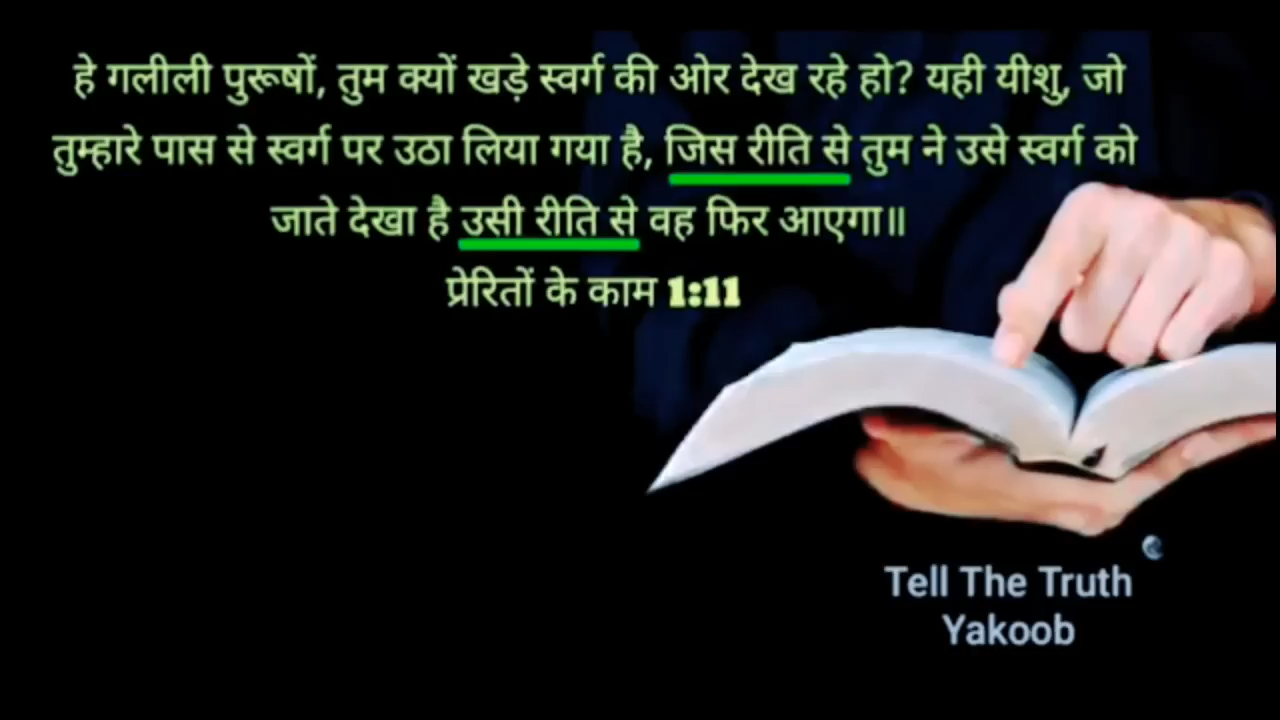 हे गलीली पुरूषों, तुम क्यों खड़े स्वर्ग की ओर देख रहे हो? यही यीशु, जो
तुम्हारे पास से स्वर्ग पर उठा लिया गया है, जिस रीति से तुम ने उसे स्वर्ग को
जाते देखा है उसी रीति से वह फिर आएगा॥
प्रेरितों के काम 1:11
Tell The Truth
Yakoob